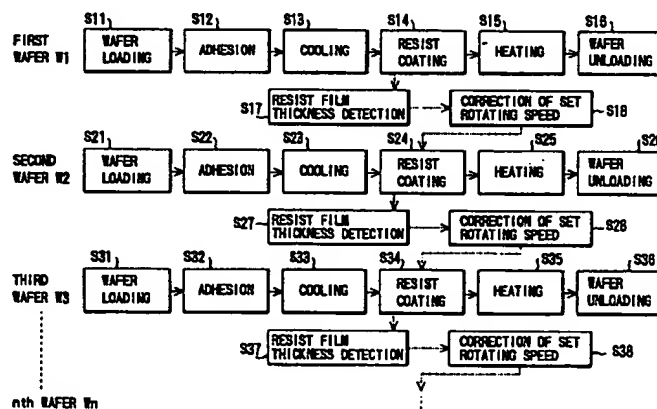 S11 S12 S13 S14 S15 S16
FIRST WAFER W1
WAFER LOADING
ADHESION
COOLING
RESIST COATING
HEATING
WAFER UNLOADING
S17
RESIST FILM THICKNESS DETECTION
CORRECTION OF SET ROTATING SPEED
S18
S21 S22 S23 S24 S25 S26
SECOND WAFER W2
WAFER LOADING
ADHESION
COOLING
RESIST COATING
HEATING
WAFER UNLOADING
S27
RESIST FILM THICKNESS DETECTION
CORRECTION OF SET ROTATING SPEED
S28
S31 S32 S33 S34 S35 S36
THIRD WAFER W3
WAFER LOADING
ADHESION
COOLING
RESIST COATING
HEATING
WAFER UNLOADING
S37
RESIST FILM THICKNESS DETECTION
CORRECTION OF SET ROTATING SPEED
S38
nth WAFER Wn